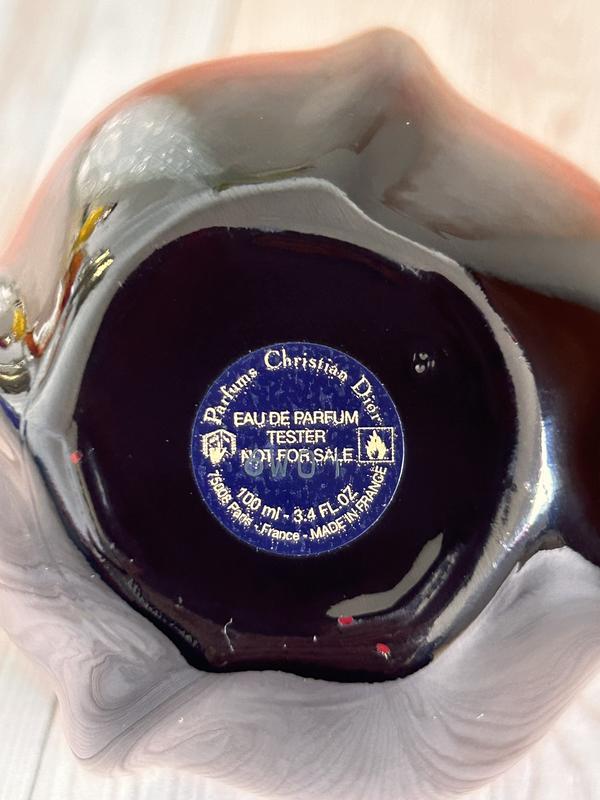 Parfums Christian Dior
EAU DE PARFUM
TESTER
NOT FOR SALE
100 ml - 3.4 FL.OZ
75008 Paris - France - MADE IN FRANCE